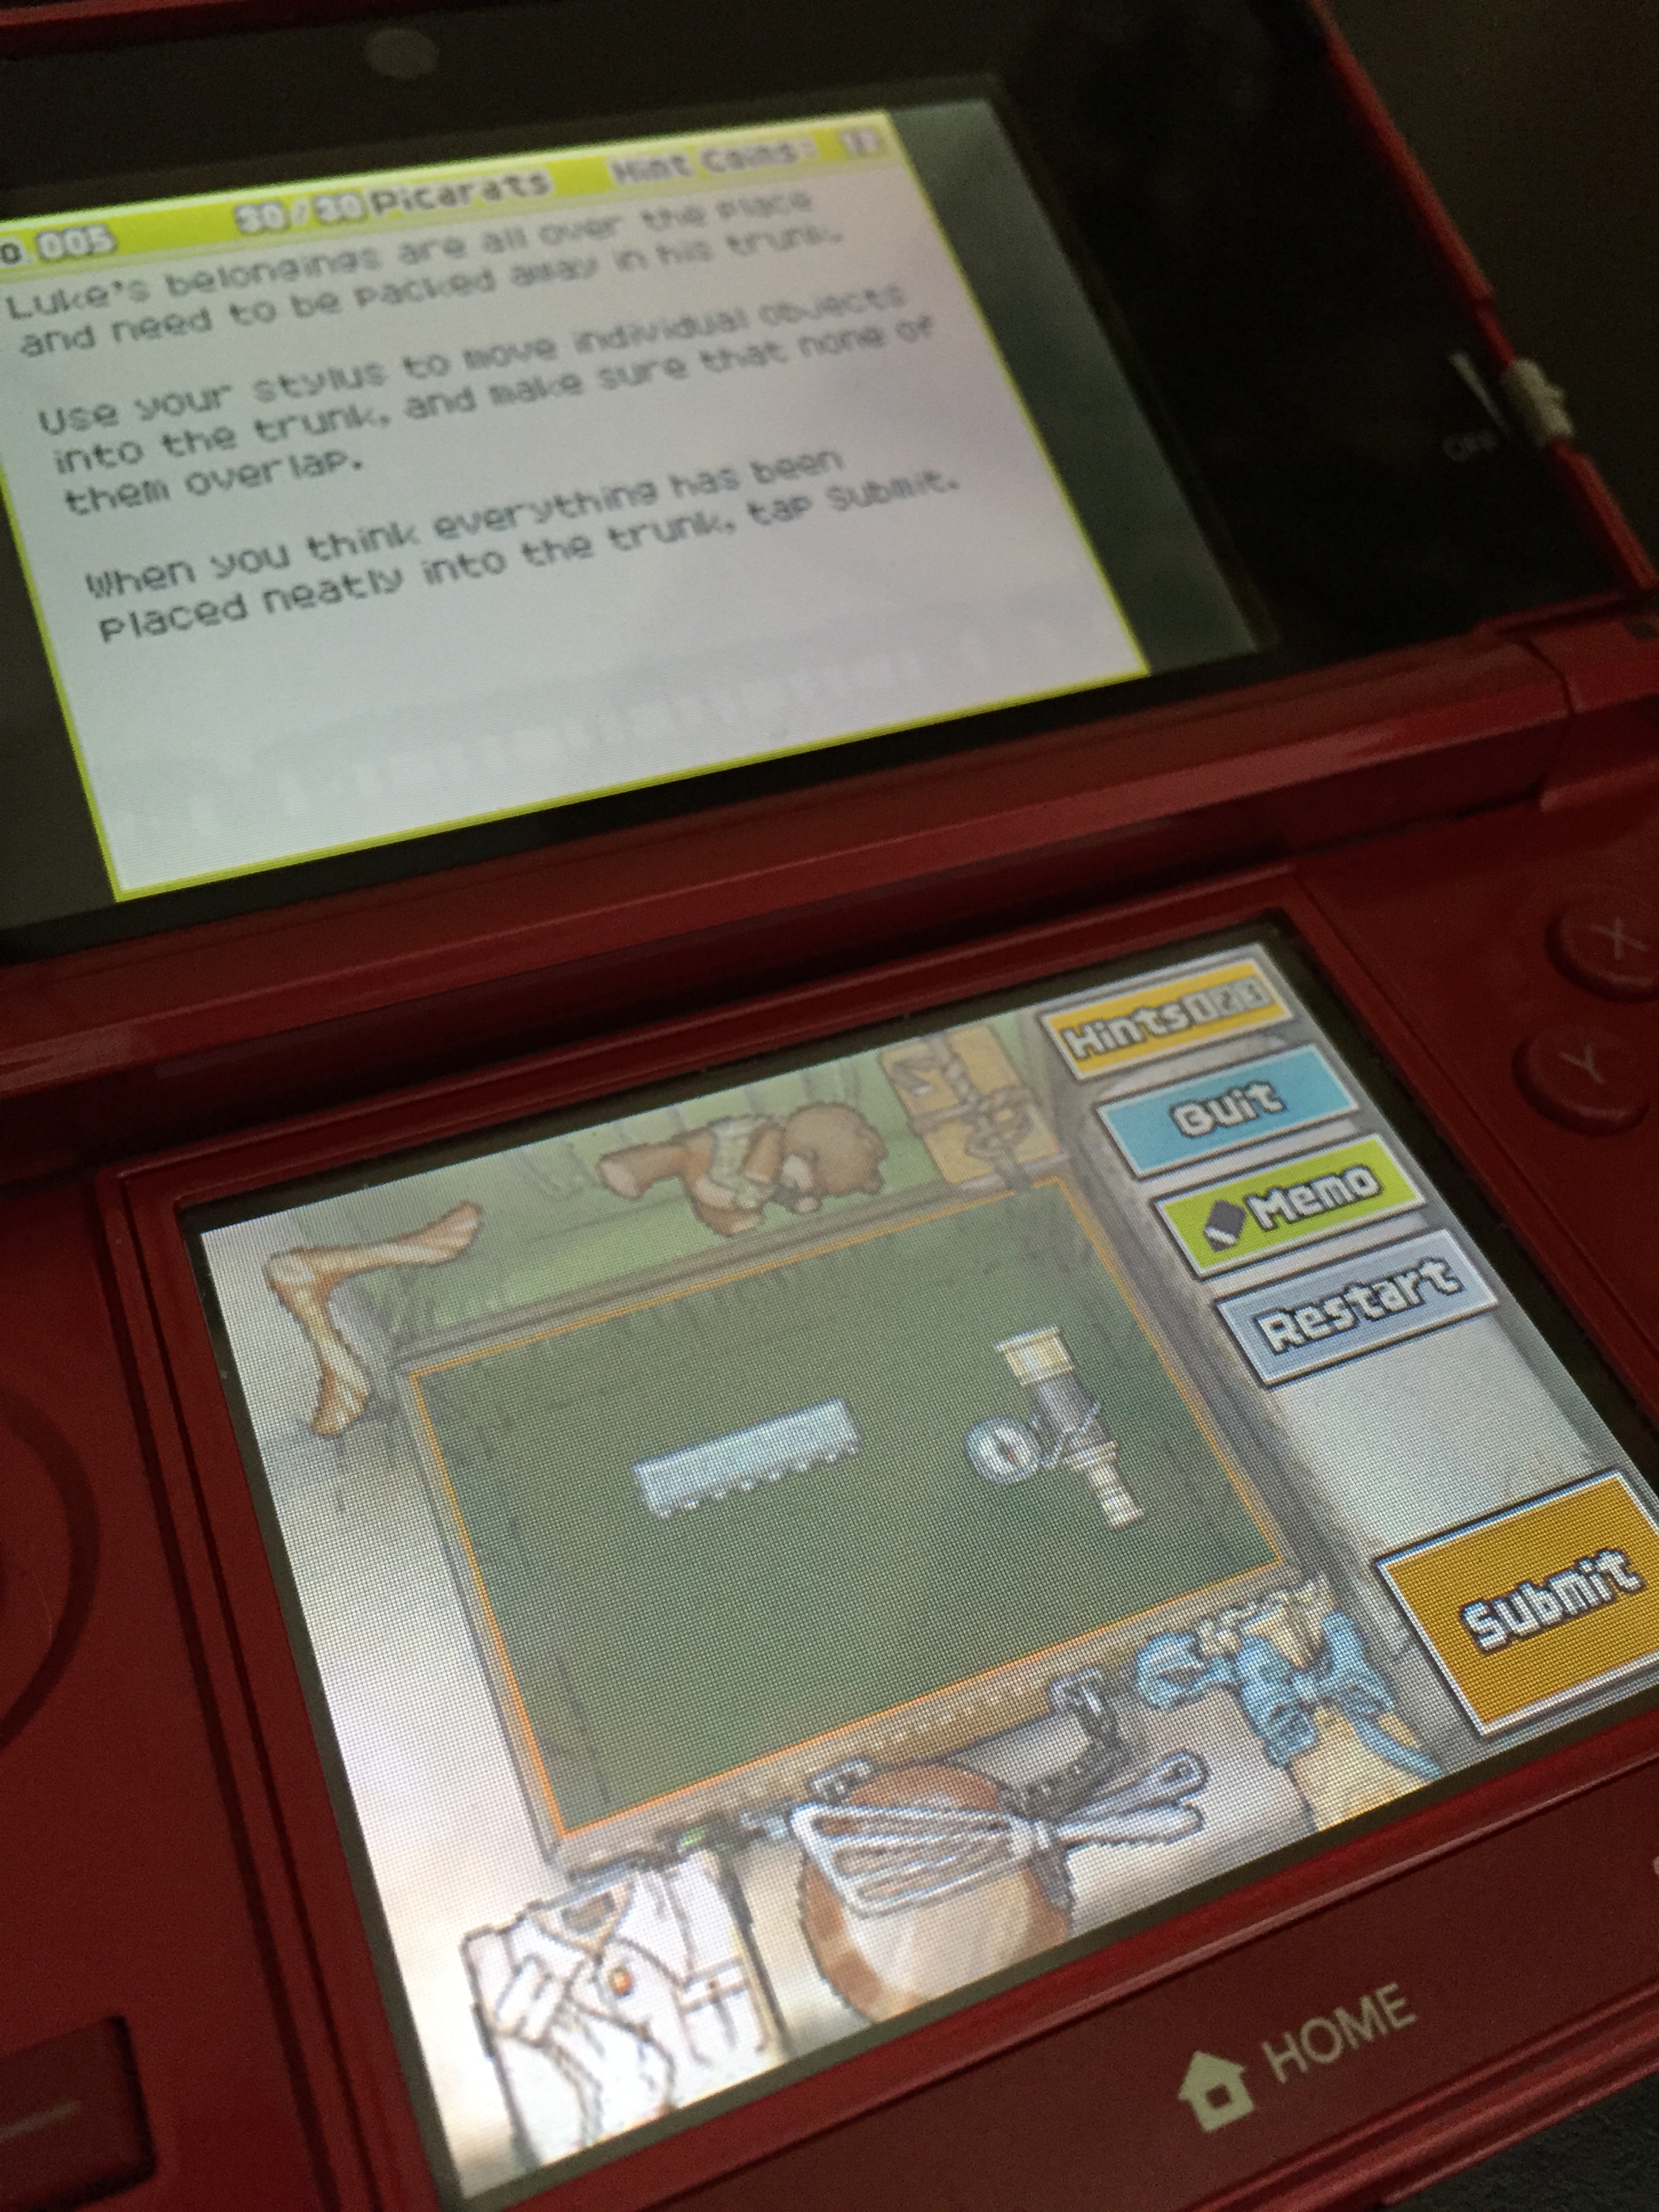 005 30/30 Picarats Hint Coins:
Luke's belongings are all over the place
and need to be packed away in his trunk.
Use your stylus to move individual objects
into the trunk, and make sure that none of
them overlap.
When you think everything has been
placed neatly into the trunk, tap Submit.
OFF
X
Y
Hints
Quit
Memo
Restart
Submit
HOME